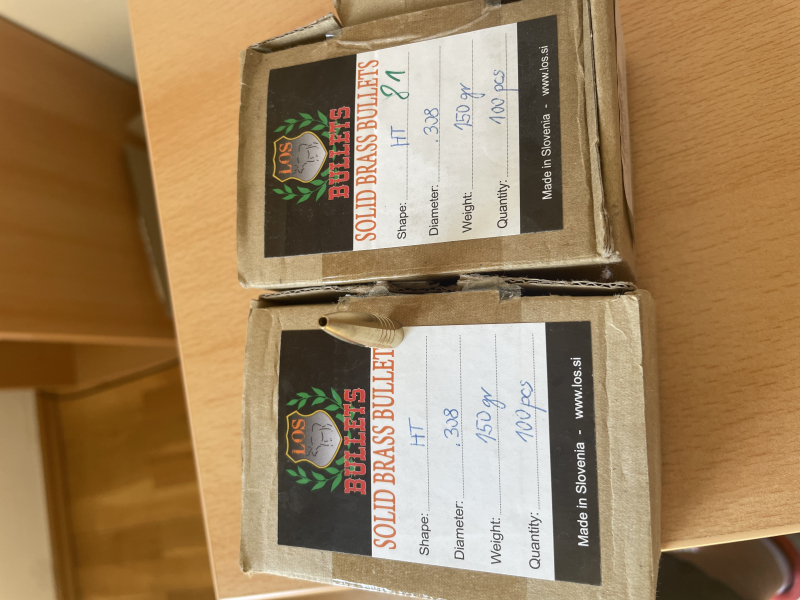 LOS
BULLETS
SOLID BRASS BULLETS
Shape: HT 81
Diameter: .308
Weight: 150 gr
Quantity: 100 pcs
Made in Slovenia - www.los.si
LOS
BULLETS
SOLID BRASS BULLET
Shape: HT
Diameter: .308
Weight: 150 gr
Quantity: 100 pcs
Made in Slovenia - www.los.si